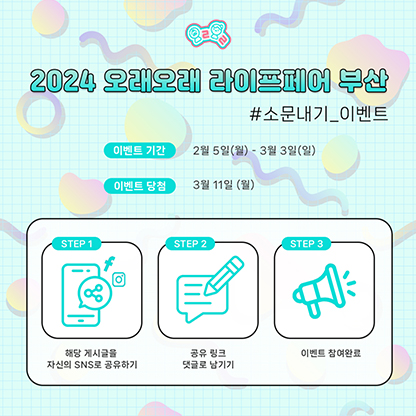 오래오래
2024 오래오래 라이프페어 부산
#소문내기_이벤트
이벤트 기간 2월 5일(월) - 3월 3일(일)
이벤트 당첨 3월 11일 (월)
STEP 1 STEP 2 STEP 3
해당 게시글을 공유 링크 이벤트 참여완료
자신의 SNS로 공유하기 댓글로 남기기